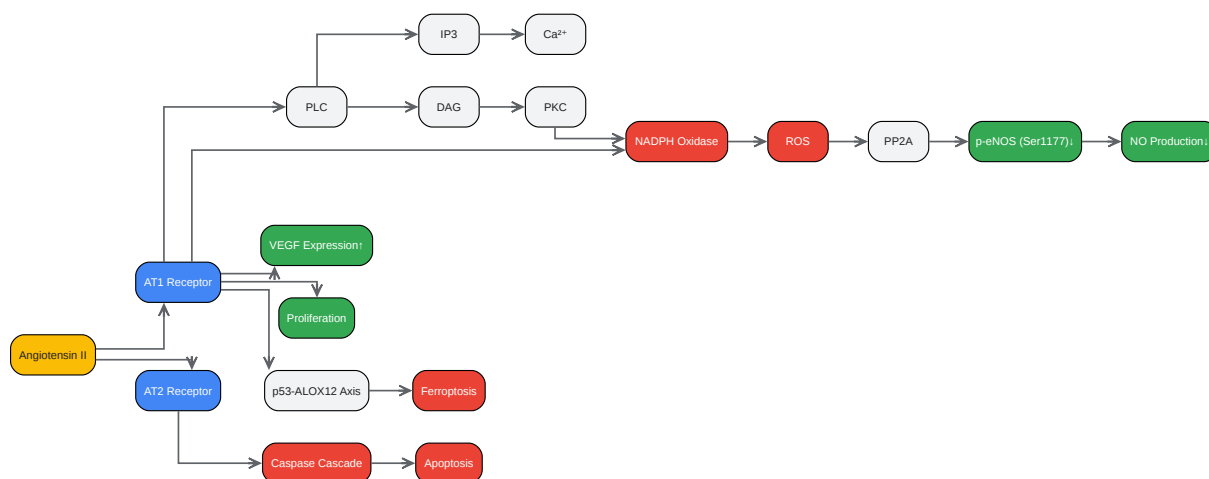 IP3
Ca²⁺
PLC
DAG
PKC
NADPH Oxidase
ROS
PP2A
p-eNOS (Ser1177)↓
NO Production↓
VEGF Expression↑
AT1 Receptor
Proliferation
Angiotensin II
AT2 Receptor
p53-ALOX12 Axis
Ferroptosis
Caspase Cascade
Apoptosis